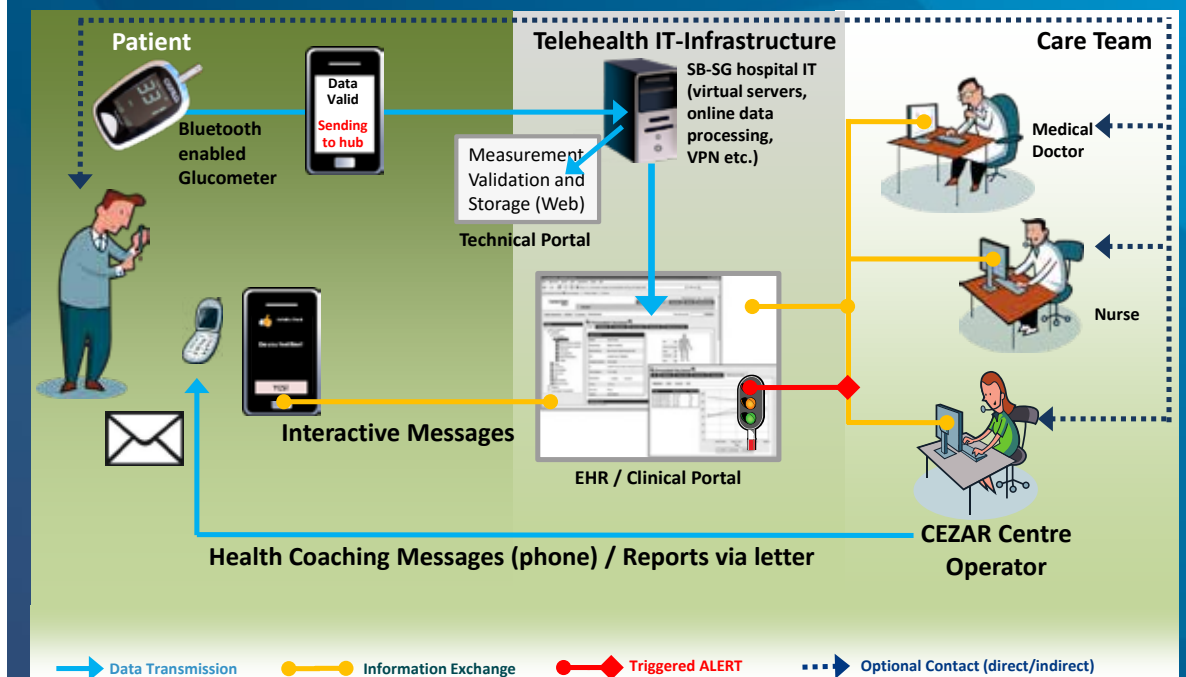 Patient
Telehealth IT-Infrastructure
Care Team
Data
Valid
Sending
to hub
Bluetooth
enabled
Glucometer
SB-SG hospital IT
(virtual servers,
online data
processing,
VPN etc.)
Measurement
Validation and
Storage (Web)
Technical Portal
Medical
Doctor
Nurse
YES!
Interactive Messages
EHR / Clinical Portal
CEZAR Centre
Operator
Health Coaching Messages (phone) / Reports via letter
Data Transmission
Information Exchange
Triggered ALERT
Optional Contact (direct/indirect)